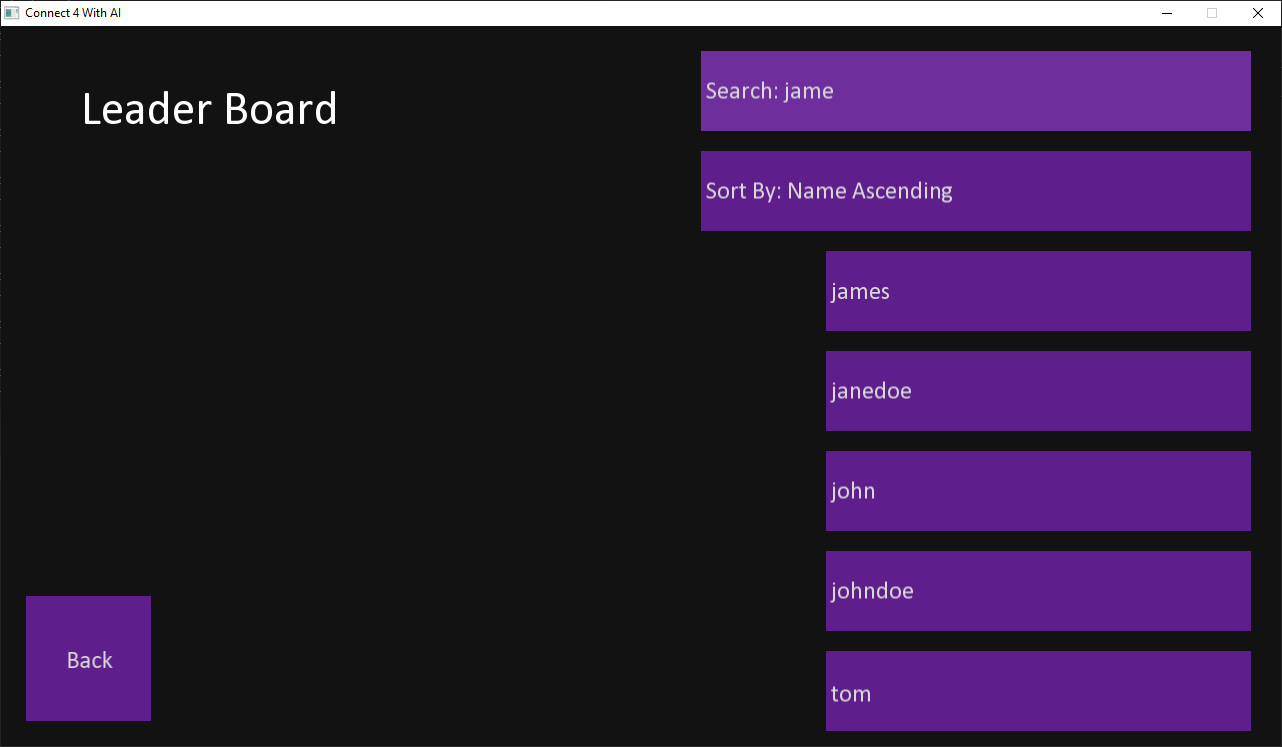 Connect 4 With AI
Leader Board
Search: jame
Sort By: Name Ascending
james
janedoe
john
johndoe
tom
Back